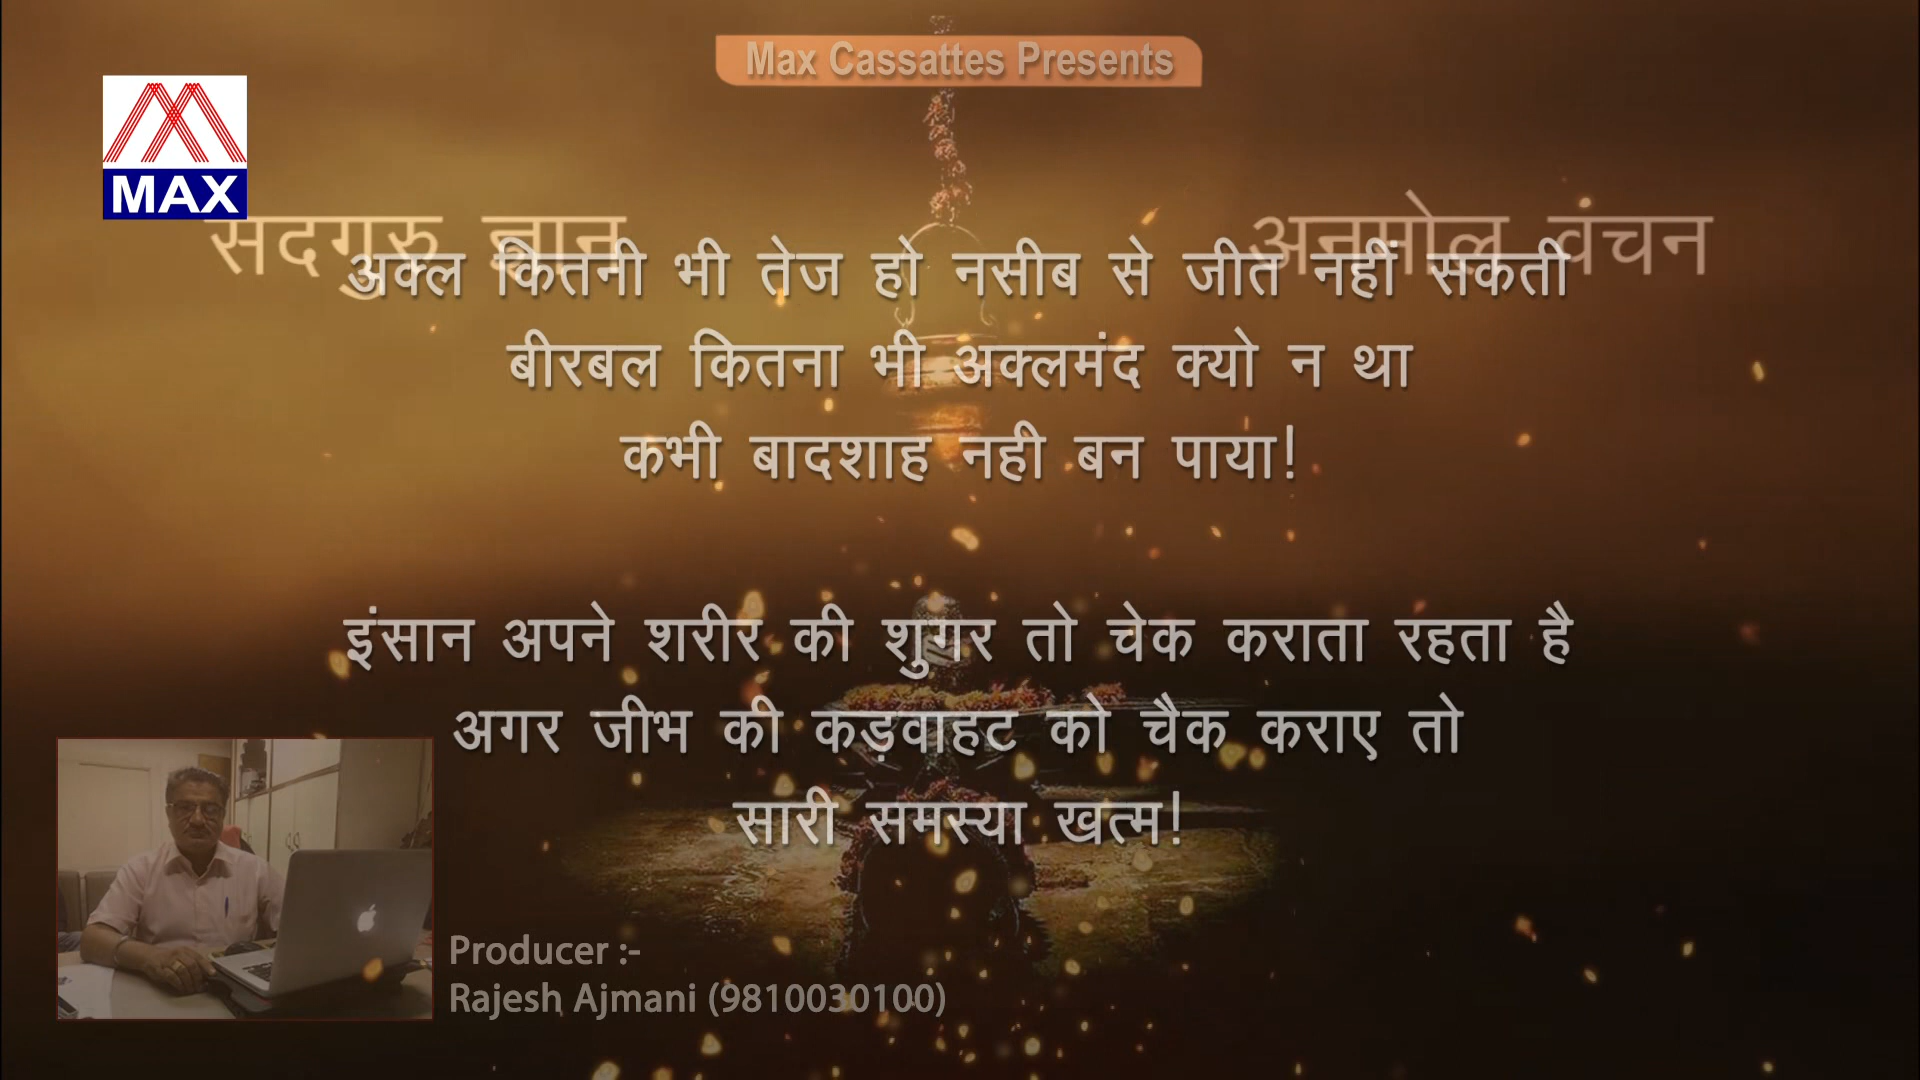 Max Cassattes Presents
MAX
सदगुरु ज्ञान
अनमोल वचन
अक्ल कितनी भी तेज हो नसीब से जीत नहीं सकती
बीरबल कितना भी अक्लमंद क्यो न था
कभी बादशाह नही बन पाया!
इंसान अपने शरीर की शुगर तो चेक कराता रहता है
अगर जीभ की कड़वाहट को चैक कराए तो
सारी समस्या खत्म!
Producer :-
Rajesh Ajmani (9810030100)